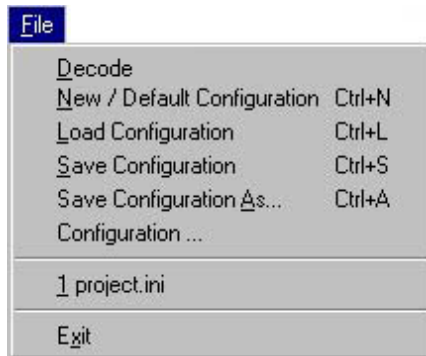 File
Decode
New / Default Configuration Ctrl+N
Load Configuration Ctrl+L
Save Configuration Ctrl+S
Save Configuration As... Ctrl+A
Configuration ...
1 project.ini
Exit